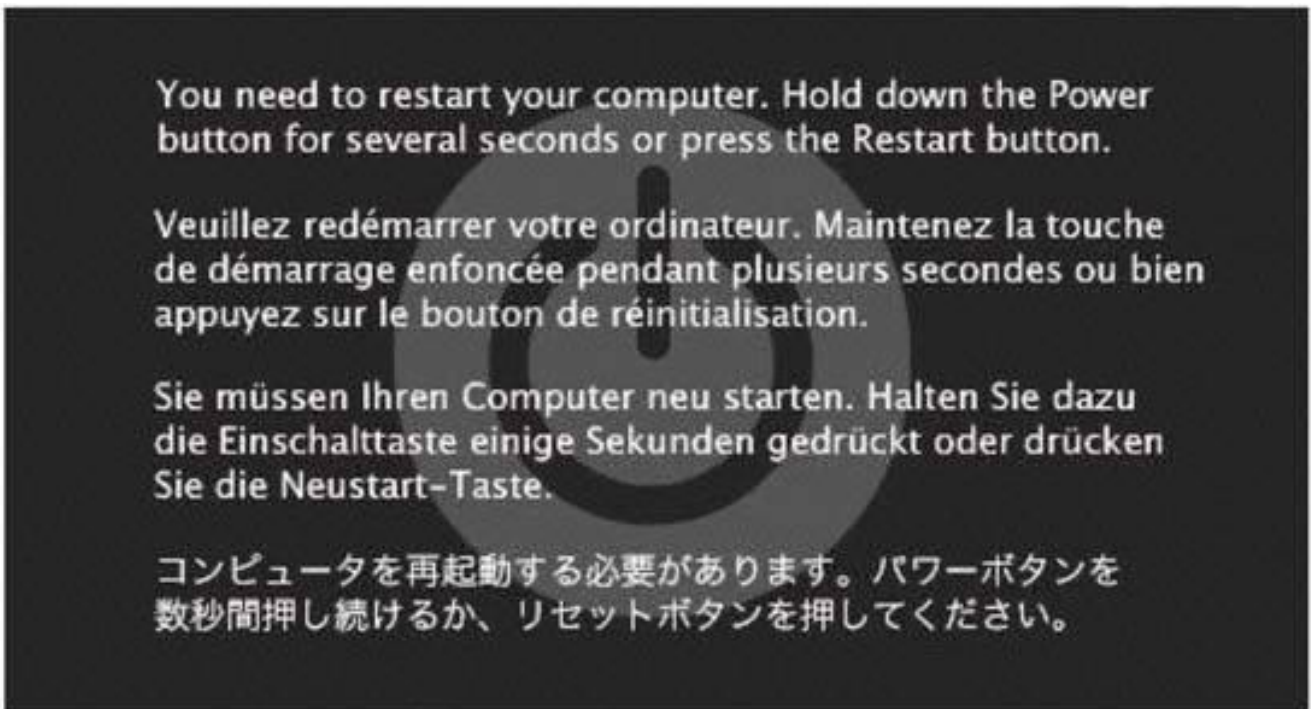 You need to restart your computer. Hold down the Power
button for several seconds or press the Restart button.
Veuillez redémarrer votre ordinateur. Maintenez la touche
de démarrage enfoncée pendant plusieurs secondes ou bien
appuyez sur le bouton de réinitialisation.
Sie müssen Ihren Computer neu starten. Halten Sie dazu
die Einschalttaste einige Sekunden gedrückt oder drücken
Sie die Neustart-Taste.
コンピュータを再起動する必要があります。パワーボタンを
数秒間押し続けるか、リセットボタンを押してください。